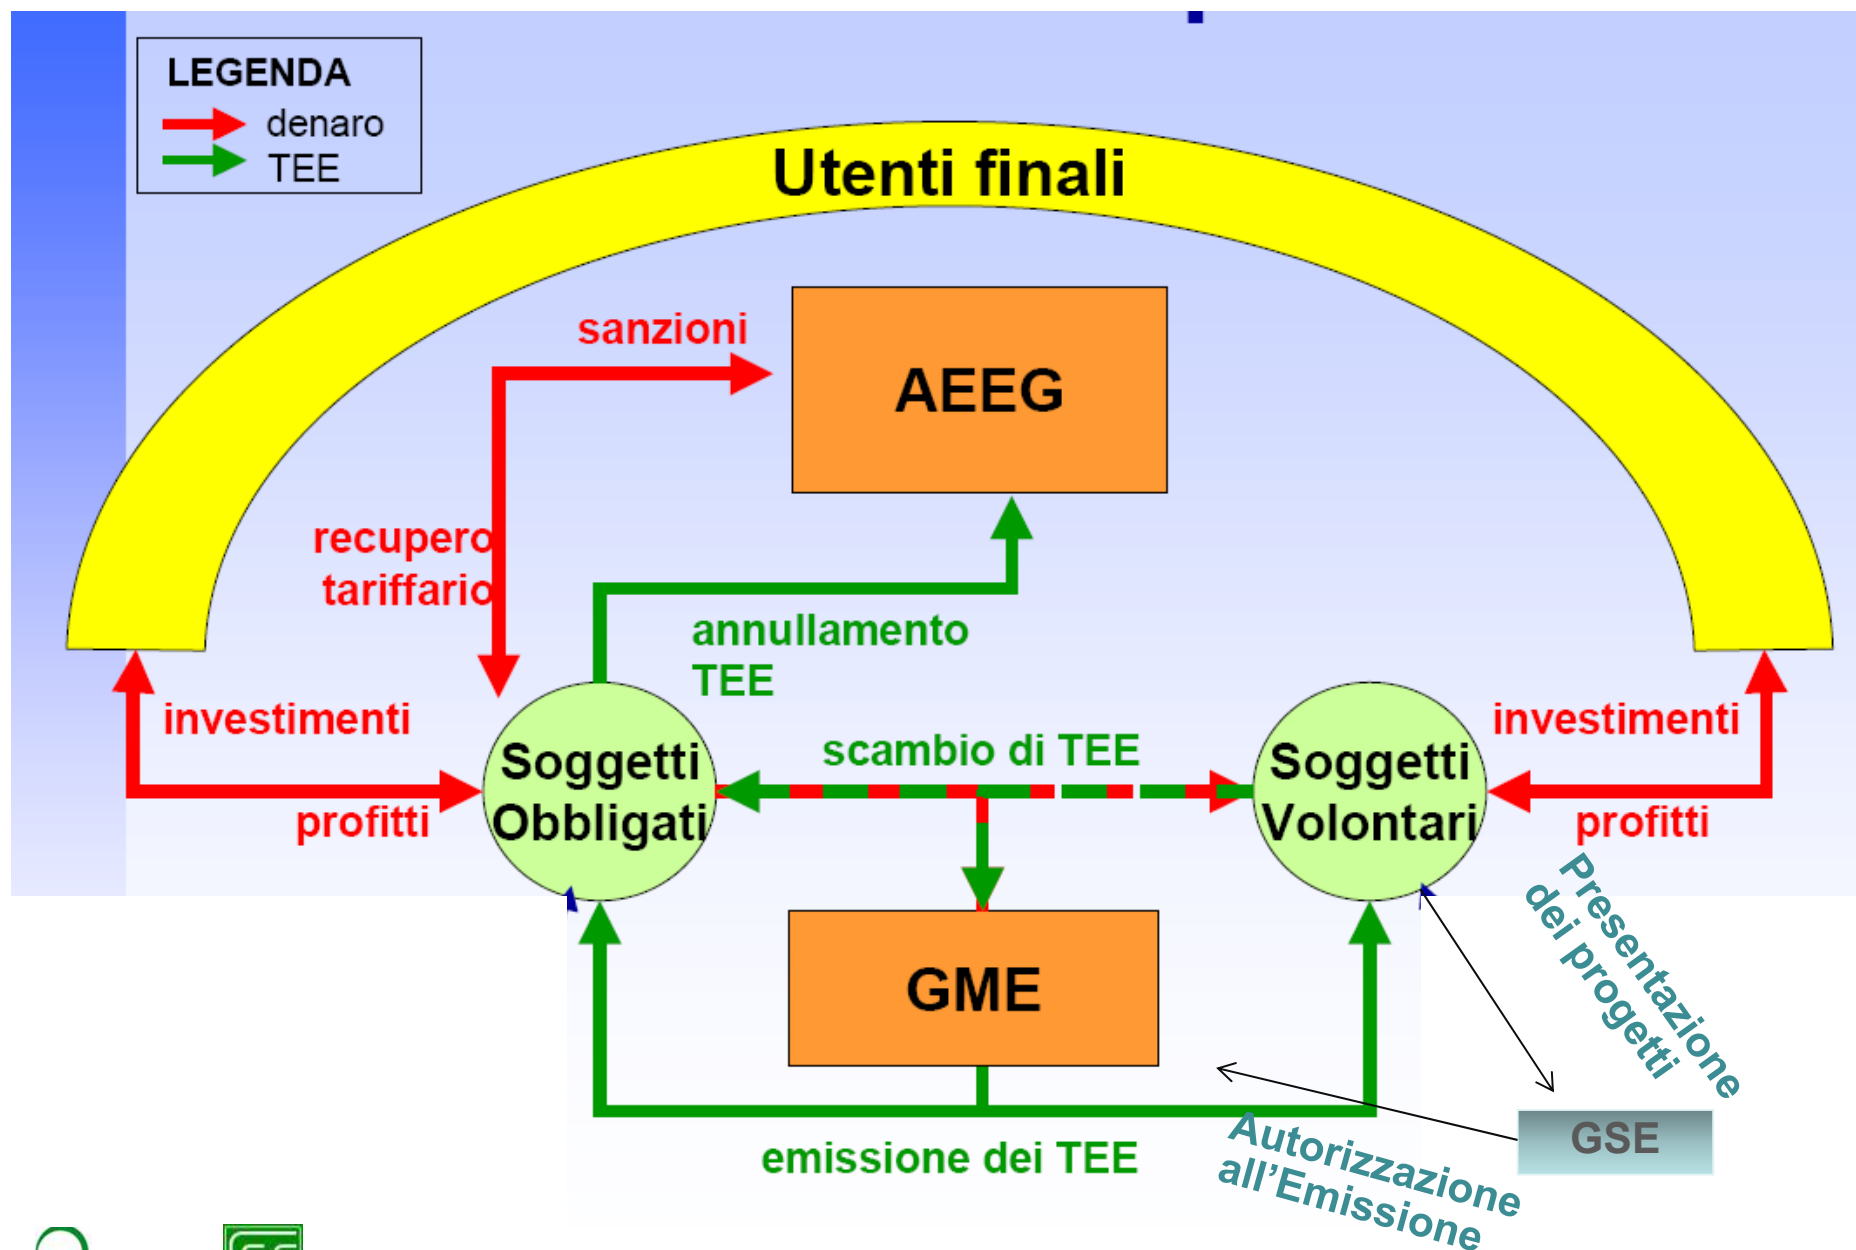 LEGENDA
denaro
TEE
Utenti finali
sanzioni
AEEG
recupero
tariffario
annullamento
TEE
investimenti
profitti
Soggetti
Obbligati
scambio di TEE
Soggetti
Volontari
investimenti
profitti
Presentazione
dei progetti
GME
GSE
emissione dei TEE
Autorizzazione
all’Emissione